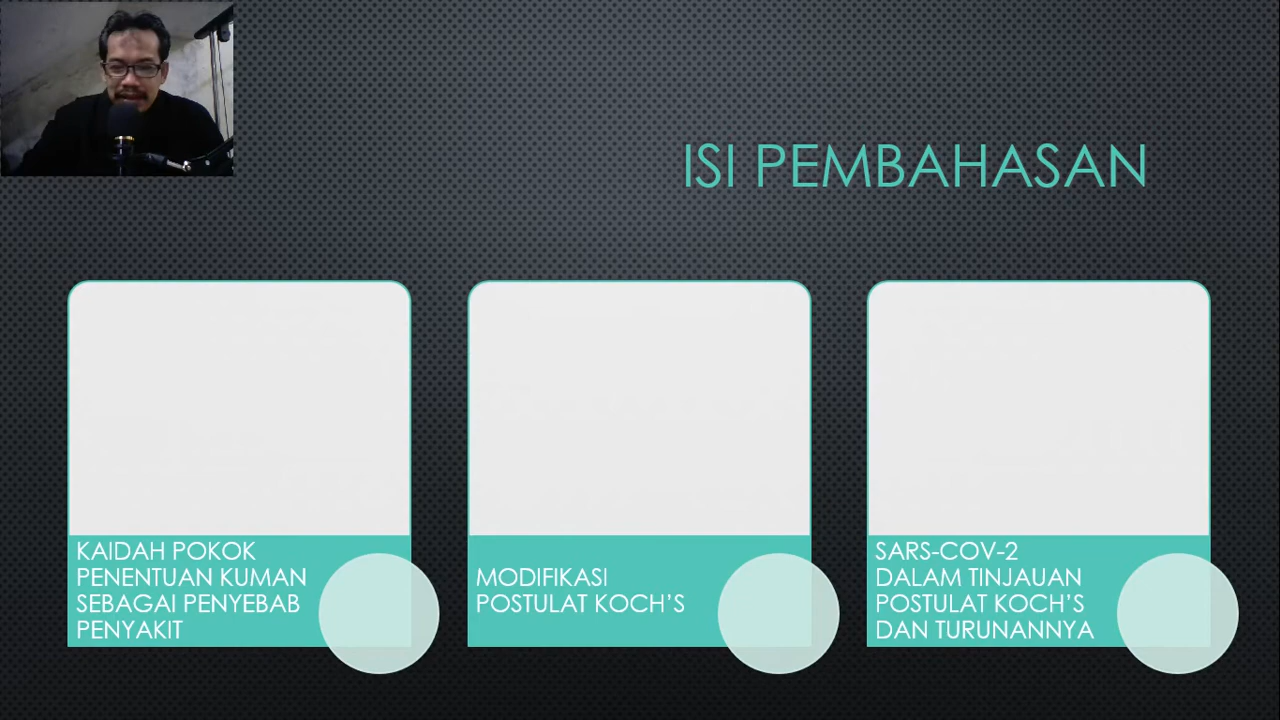 ISI PEMBAHASAN
KAIDAH POKOK
PENENTUAN KUMAN
SEBAGAI PENYEBAB
PENYAKIT
MODIFIKASI
POSTULAT KOCH’S
SARS-COV-2
DALAM TINJAUAN
POSTULAT KOCH’S
DAN TURUNANNYA